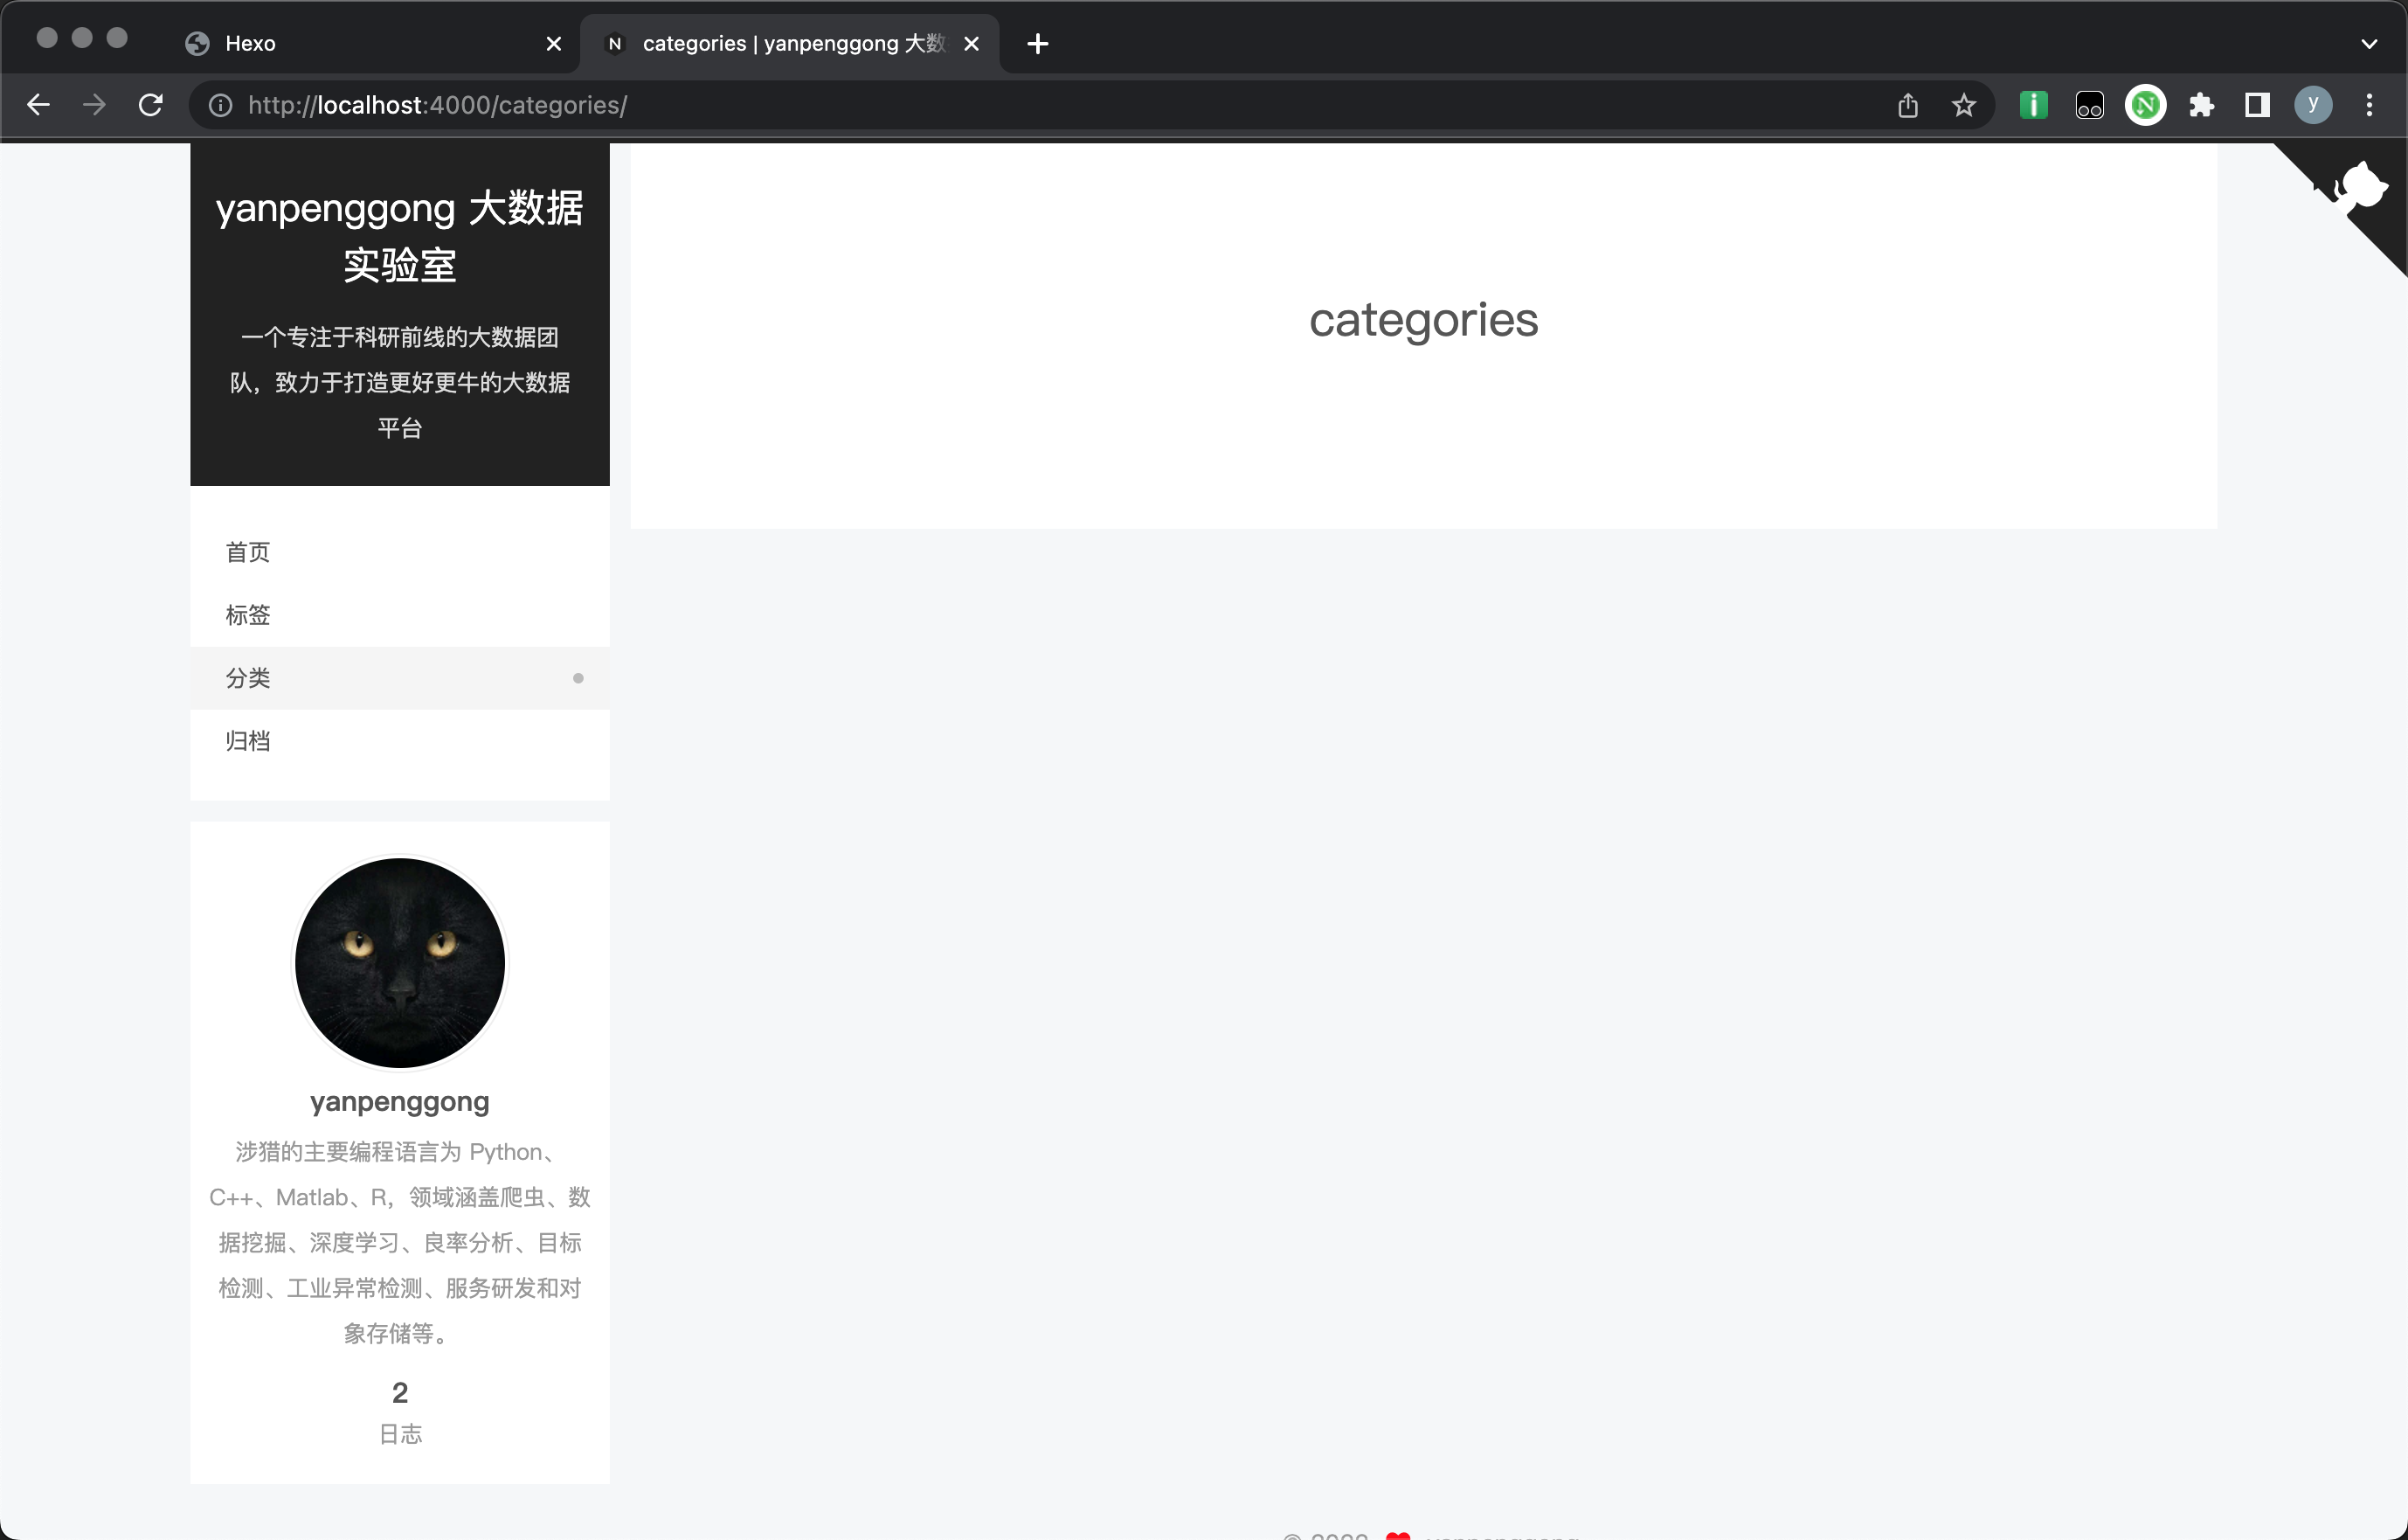 Hexo
categories | yanpenggong 大数
http://localhost:4000/categories/
y
yanpenggong 大数据
实验室
一个专注于科研前线的大数据团
队，致力于打造更好更牛的大数据
平台
首页
标签
分类
归档
categories
yanpenggong
涉猎的主要编程语言为 Python、
C++、Matlab、R，领域涵盖爬虫、数
据挖掘、深度学习、良率分析、目标
检测、工业异常检测、服务研发和对
象存储等。
2
日志